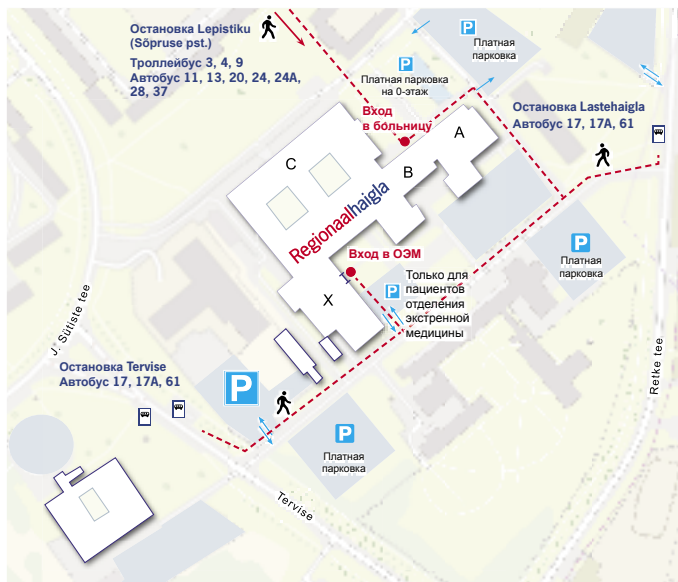 Остановка Lepistiku
(Sõpruse pst.)
Троллейбус 3, 4, 9
Автобус 11, 13, 20, 24, 24A,
28, 37
P
Платная
парковка
P
Платная парковка
на 0-этаж
Вход
в больницу
Остановка Lastehaigla
Автобус 17, 17A, 61
A
B
C
Regionaalhaigla
Вход в ОЭМ
X
P
Только для
пациентов
отделения
экстренной
медицины
P
Платная
парковка
J. Sütiste tee
Retke tee
Остановка Tervise
Автобус 17, 17A, 61
P
P
Платная
парковка
Tervise